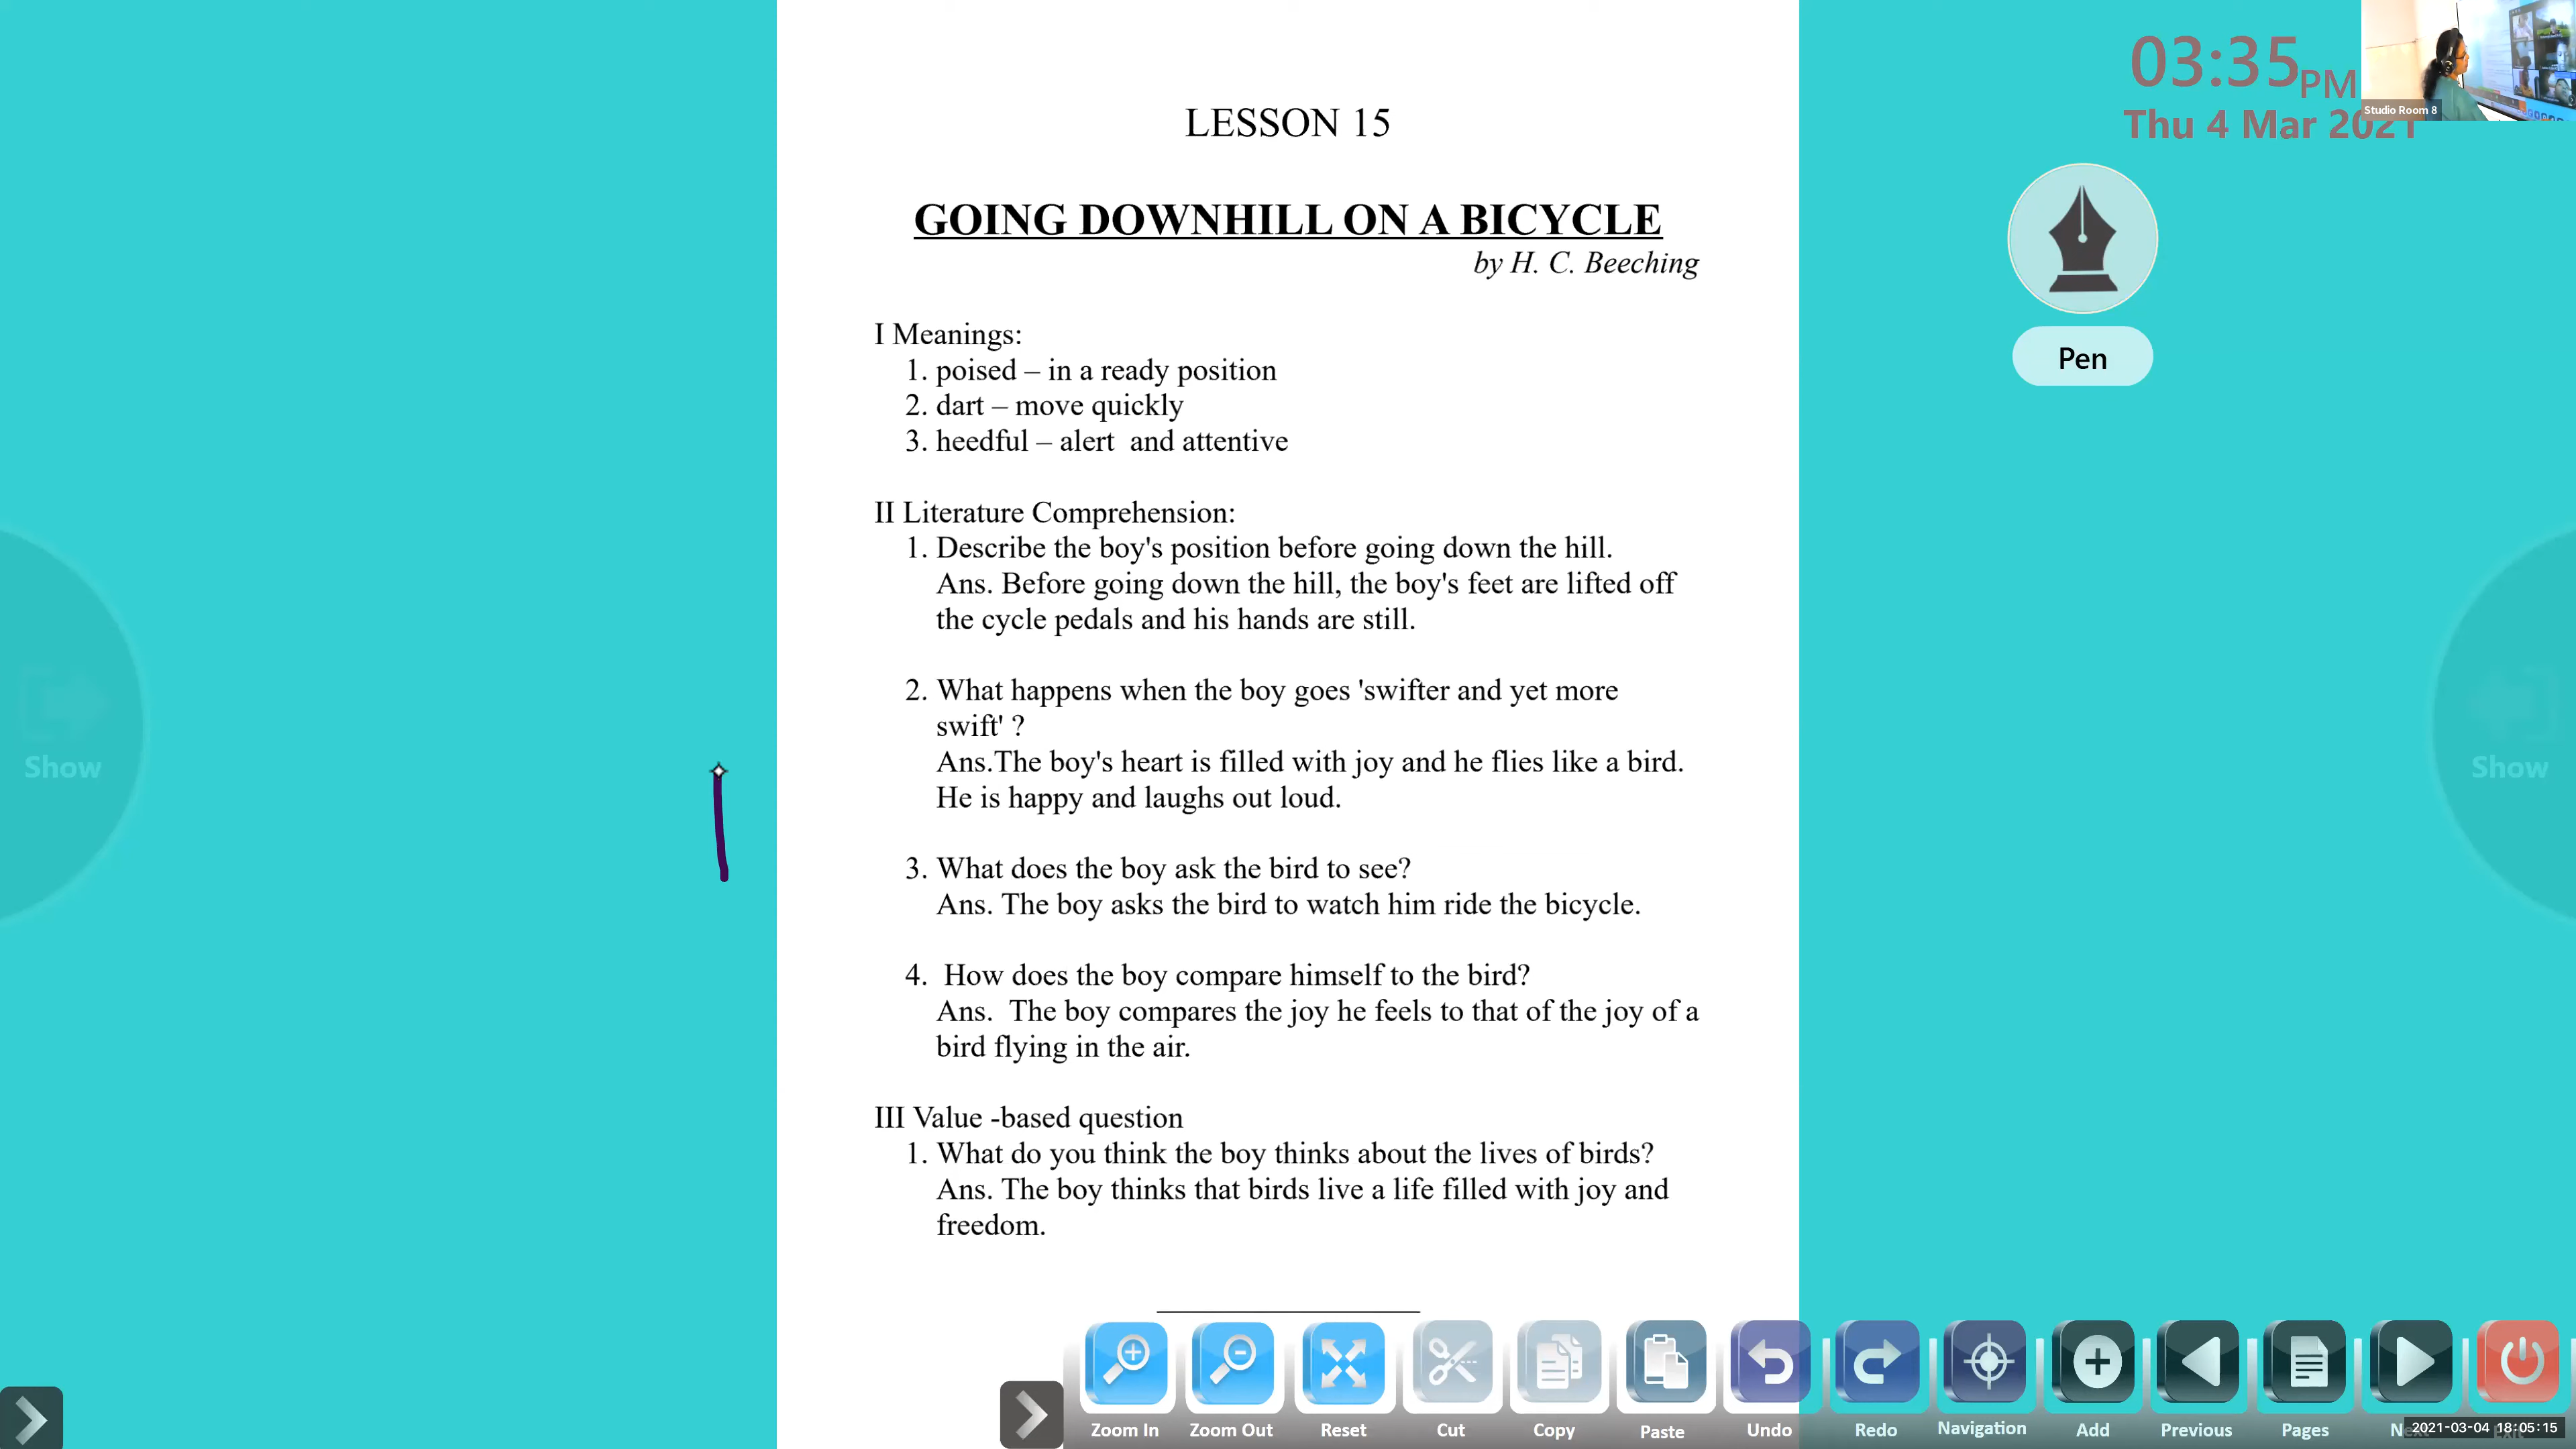 LESSON 15
GOING DOWNHILL ON A BICYCLE
by H. C. Beeching
I Meanings:
1. poised – in a ready position
2. dart – move quickly
3. heedful – alert  and attentive
II Literature Comprehension:
1. Describe the boy's position before going down the hill.
Ans. Before going down the hill, the boy's feet are lifted off
the cycle pedals and his hands are still.
2. What happens when the boy goes 'swifter and yet more
swift' ?
Ans.The boy's heart is filled with joy and he flies like a bird.
He is happy and laughs out loud.
3. What does the boy ask the bird to see?
Ans. The boy asks the bird to watch him ride the bicycle.
4.  How does the boy compare himself to the bird?
Ans.  The boy compares the joy he feels to that of the joy of a
bird flying in the air.
III Value -based question
1. What do you think the boy thinks about the lives of birds?
Ans. The boy thinks that birds live a life filled with joy and
freedom.
03:35PM
Thu 4 Mar 2021
Studio Room 8
Pen
Show
Show
Zoom In Zoom Out Reset Cut Copy Paste Undo Redo Navigation Add Previous Pages
2021-03-04 18:05:15